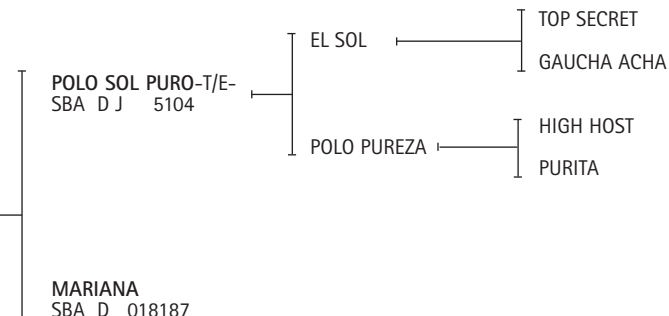 TOP SECRET
EL SOL
GAUCHA ACHA
POLO SOL PURO-T/E-
SBA D J 5104
HIGH HOST
POLO PUREZA
PURITA
MARIANA
SBA D 018187